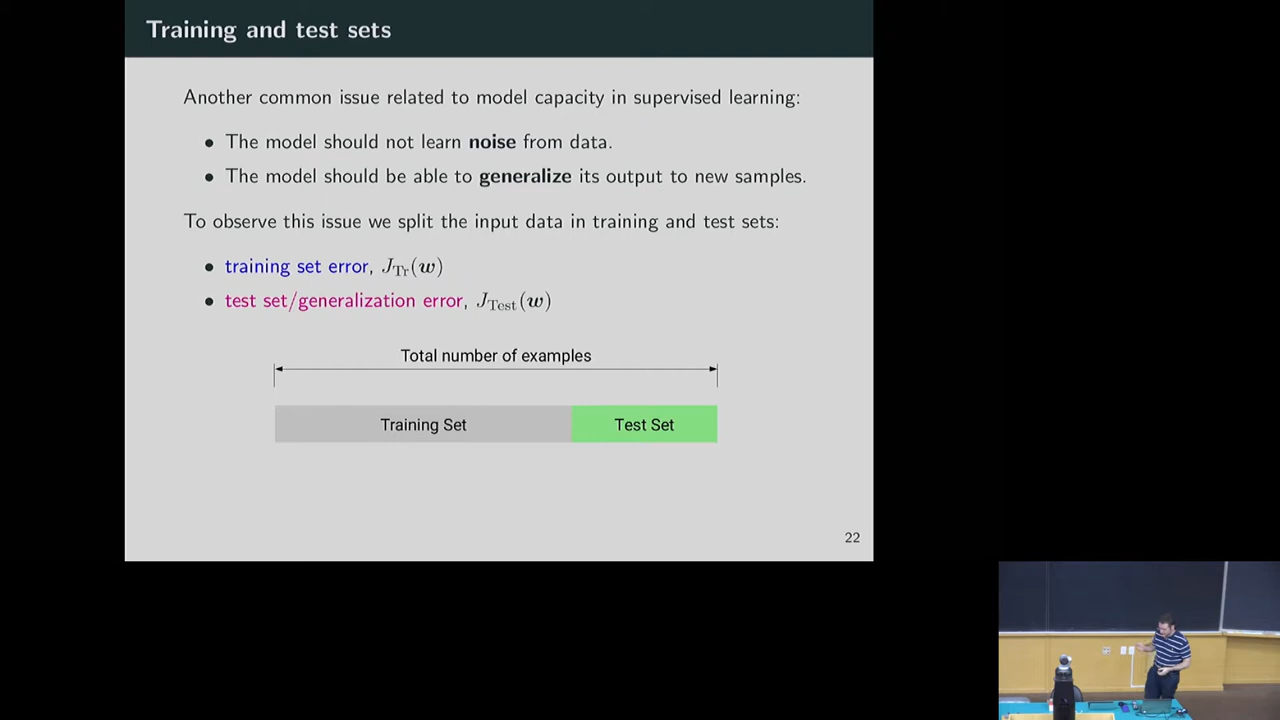 Training and test sets
Another common issue related to model capacity in supervised learning:
• The model should not learn noise from data.
• The model should be able to generalize its output to new samples.
To observe this issue we split the input data in training and test sets:
• training set error, J_Tr(w)
• test set/generalization error, J_Test(w)
Total number of examples
Training Set Test Set
22